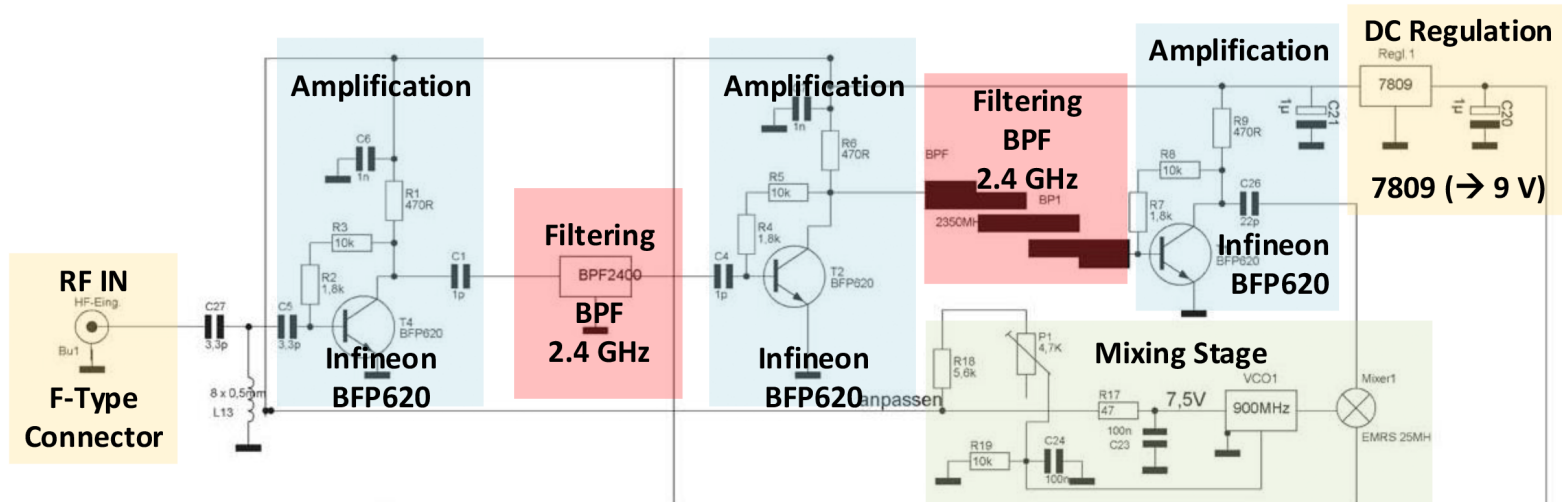 DC Regulation
Regl.1
7809
1µ
C21
1µ
C20
7809 (→ 9 V)
Amplification
R9
470R
R8
10k
R7
1,8k
C26
22p
Infineon
BFP620
BFP620
Amplification
C6
1n
R1
470R
R3
10k
R2
1,8k
T4
BFP620
Infineon
BFP620
C1
1p
Amplification
1n
R6
470R
R5
10k
R4
1,8k
C4
1p
T2
BFP620
Infineon
BFP620
Filtering
BPF
2.4 GHz
BPF
BP1
2350MH
Filtering
BPF2400
BPF
2.4 GHz
RF IN
HF-Eing.
Bu1
F-Type
Connector
C27
3,3p
C5
3,3p
8 x 0,5mm
L13
anpassen
Mixing Stage
P1
4,7K
R18
5,6k
R17
47
7,5V
VCO1
900MHz
Mixer1
EMRS 25MH
100n
C23
R19
10k
C24
100n